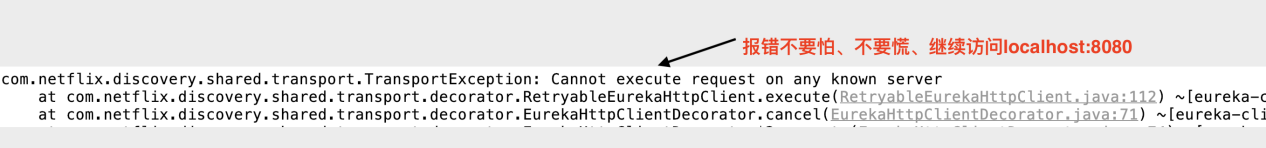 报错不要怕、不要慌、继续访问localhost:8080
com.netflix.discovery.shared.transport.TransportException: Cannot execute request on any known server
at com.netflix.discovery.shared.transport.decorator.RetryableEurekaHttpClient.execute(RetryableEurekaHttpClient.java:112) ~[eureka-c
at com.netflix.discovery.shared.transport.decorator.EurekaHttpClientDecorator.cancel(EurekaHttpClientDecorator.java:71) ~[eureka-cli